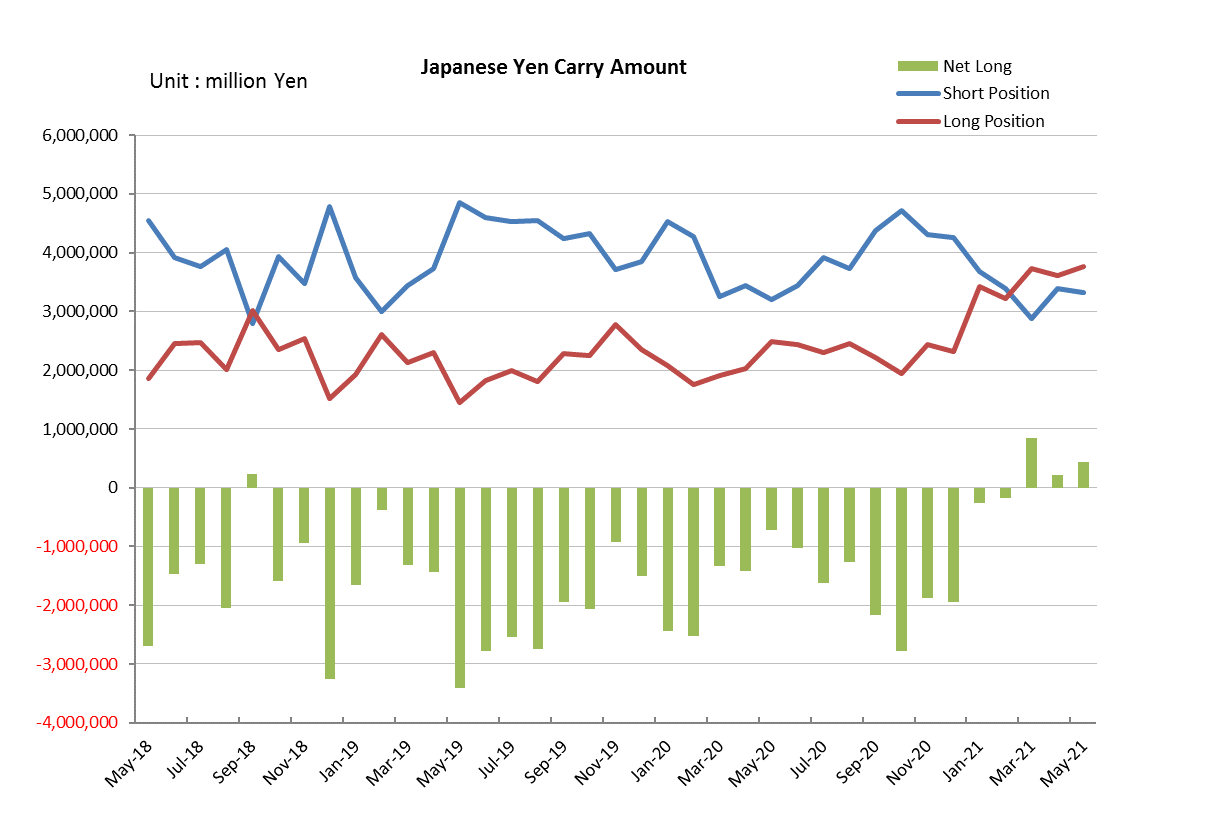 Japanese Yen Carry Amount
Unit : million Yen
Net Long
Short Position
Long Position
6,000,000
5,000,000
4,000,000
3,000,000
2,000,000
1,000,000
0
-1,000,000
-2,000,000
-3,000,000
-4,000,000
May-18
Jul-18
Sep-18
Nov-18
Jan-19
Mar-19
May-19
Jul-19
Sep-19
Nov-19
Jan-20
Mar-20
May-20
Jul-20
Sep-20
Nov-20
Jan-21
Mar-21
May-21